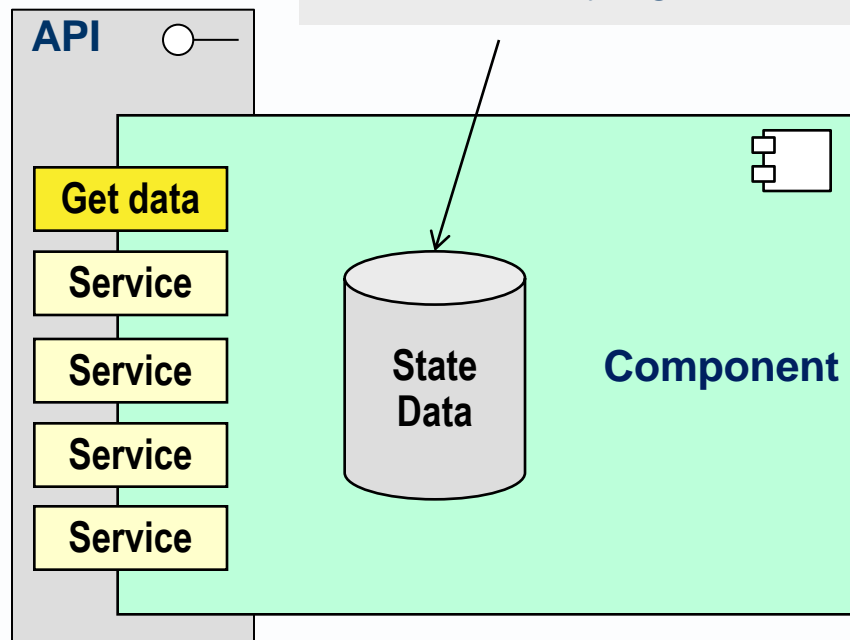 API
Get data
Service
Service
Service
Service
State
Data
Component